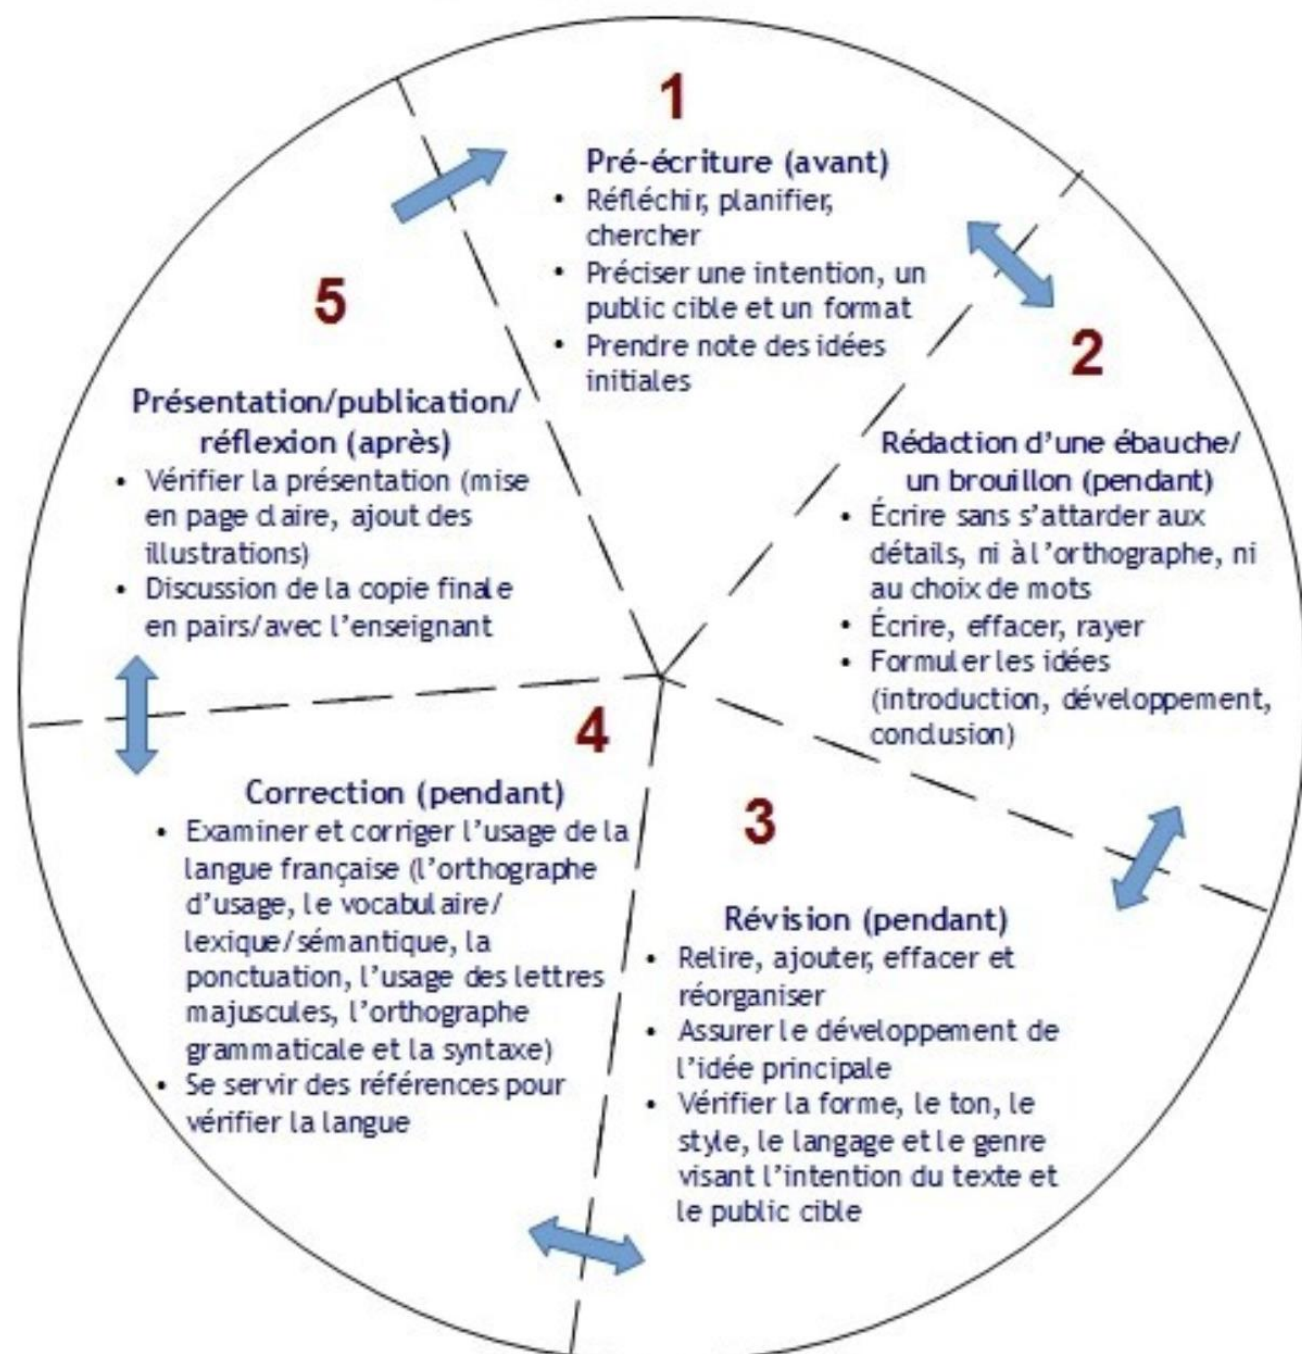 1
Pré-écriture (avant)
• Réfléchir, planifier,
chercher
• Préciser une intention, un
public cible et un format
• Prendre note des idées
initiales
2
Rédaction d'une ébauche/
un brouillon (pendant)
• Écrire sans s'attarder aux
détails, ni à l'orthographe, ni
au choix de mots
• Écrire, effacer, rayer
• Formuler les idées
(introduction, développement,
conclusion)
3
Révision (pendant)
• Relire, ajouter, effacer et
réorganiser
• Assurer le développement de
l'idée principale
• Vérifier la forme, le ton, le
style, le langage et le genre
visant l'intention du texte et
le public cible
4
Correction (pendant)
• Examiner et corriger l'usage de la
langue française (l'orthographe
d'usage, le vocabulaire/
lexique/sémantique, la
ponctuation, l'usage des lettres
majuscules, l'orthographe
grammaticale et la syntaxe)
• Se servir des références pour
vérifier la langue
5
Présentation/publication/
réflexion (après)
• Vérifier la présentation (mise
en page claire, ajout des
illustrations)
• Discussion de la copie finale
en pairs/avec l'enseignant